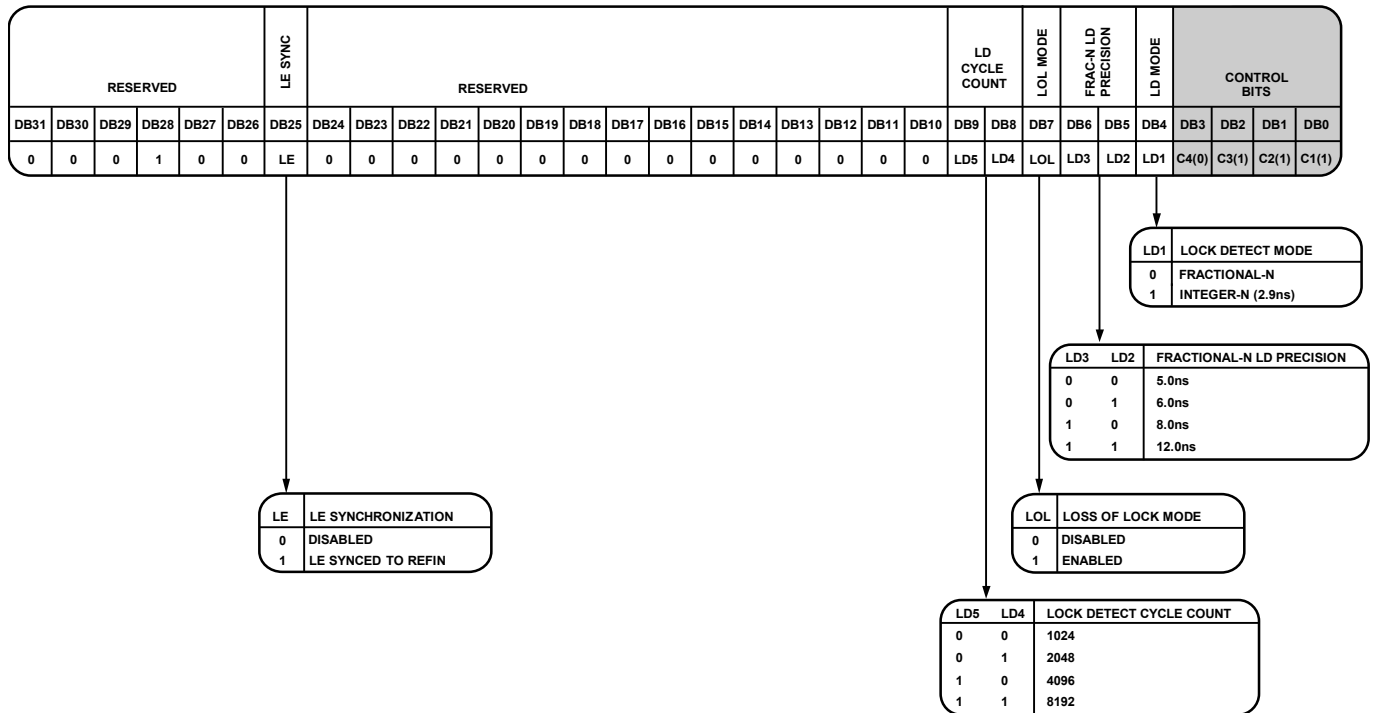 RESERVED
LE SYNC
RESERVED
LD
CYCLE
COUNT
LOL MODE
FRAC-N LD
PRECISION
LD MODE
CONTROL
BITS
DB31 DB30 DB29 DB28 DB27 DB26 DB25 DB24 DB23 DB22 DB21 DB20 DB19 DB18 DB17 DB16 DB15 DB14 DB13 DB12 DB11 DB10 DB9 DB8 DB7 DB6 DB5 DB4 DB3 DB2 DB1 DB0
0 0 0 1 0 0 LE 0 0 0 0 0 0 0 0 0 0 0 0 0 0 0 LD5 LD4 LOL LD3 LD2 LD1 C4(0) C3(1) C2(1) C1(1)
LD1 LOCK DETECT MODE
0 FRACTIONAL-N
1 INTEGER-N (2.9ns)
LD3 LD2 FRACTIONAL-N LD PRECISION
0 0 5.0ns
0 1 6.0ns
1 0 8.0ns
1 1 12.0ns
LE LE SYNCHRONIZATION
0 DISABLED
1 LE SYNCED TO REFIN
LOL LOSS OF LOCK MODE
0 DISABLED
1 ENABLED
LD5 LD4 LOCK DETECT CYCLE COUNT
0 0 1024
0 1 2048
1 0 4096
1 1 8192